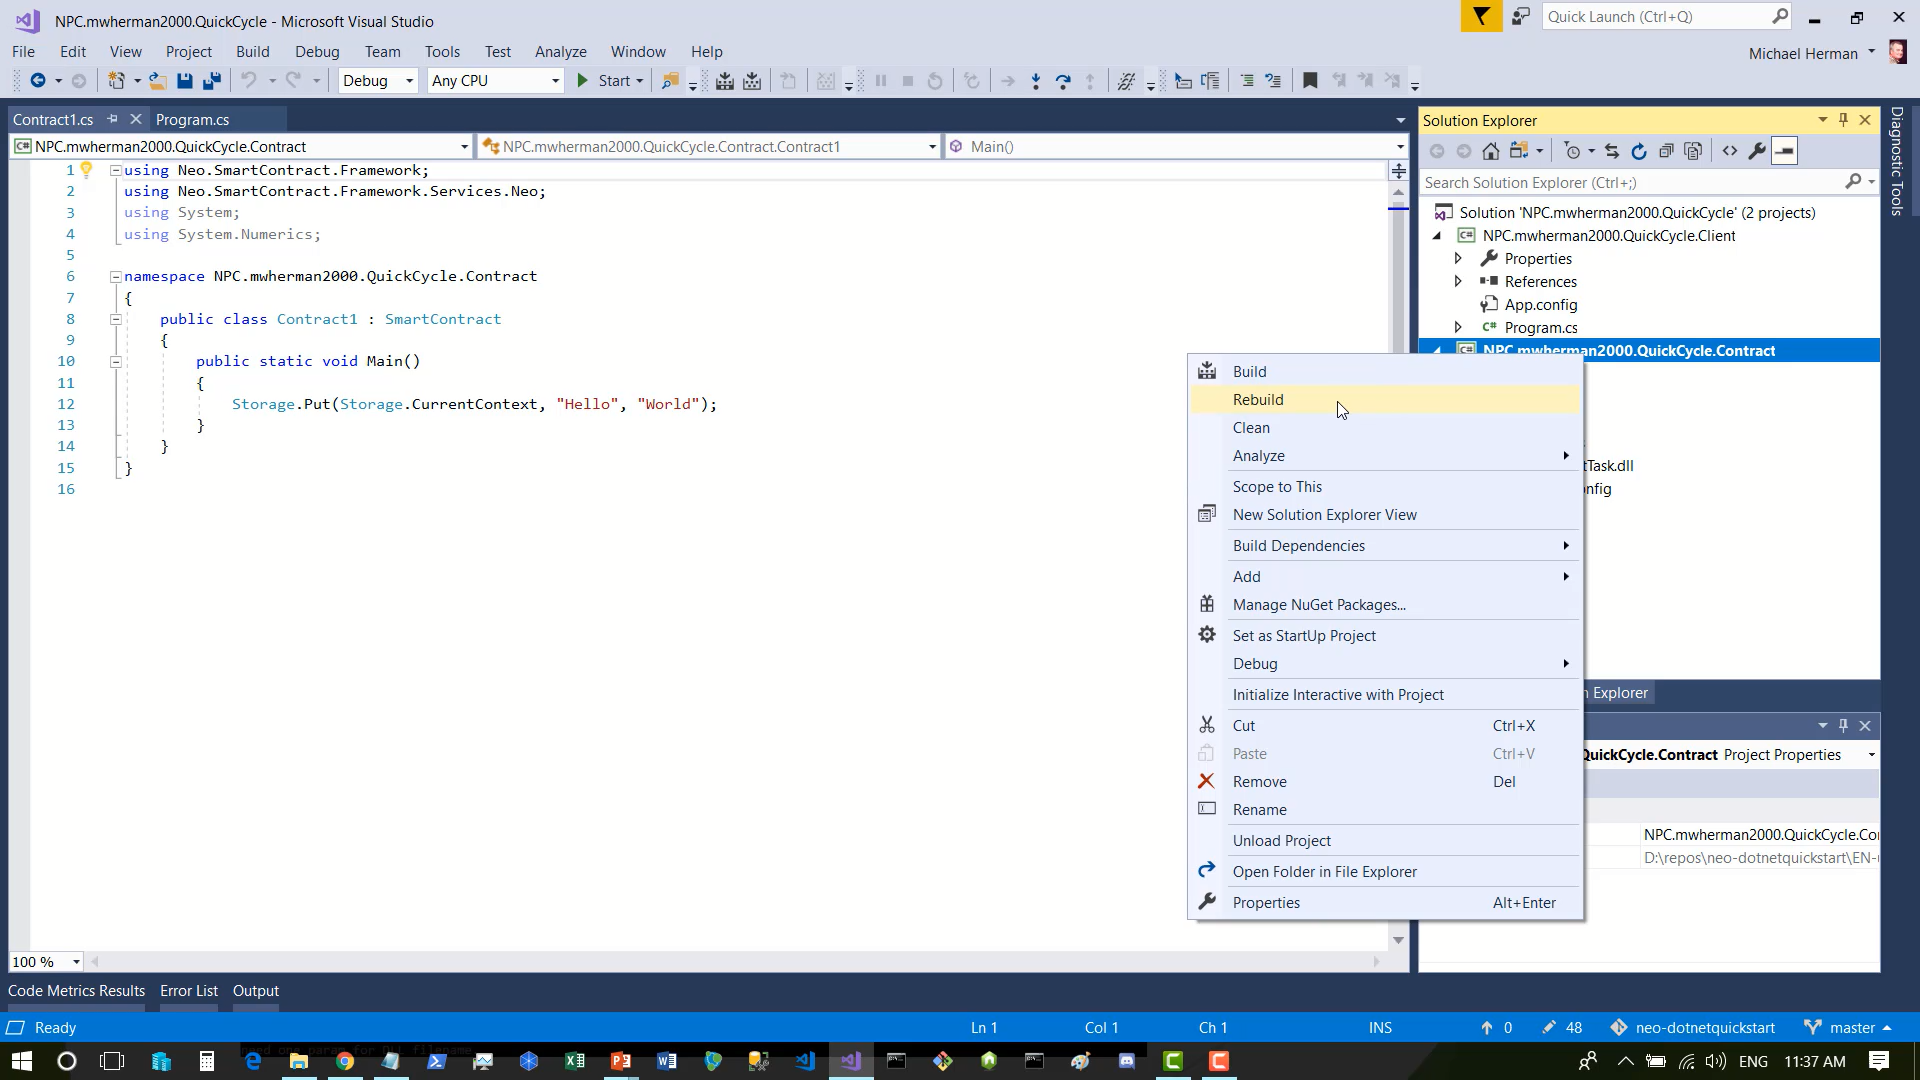 NPC.mwherman2000.QuickCycle - Microsoft Visual Studio
Quick Launch (Ctrl+Q)
File Edit View Project Build Debug Team Tools Test Analyze Window Help
Michael Herman
Debug Any CPU Start
Contract1.cs Program.cs
NPC.mwherman2000.QuickCycle.Contract NPC.mwherman2000.QuickCycle.Contract.Contract1 Main()
1 using Neo.SmartContract.Framework;
2 using Neo.SmartContract.Framework.Services.Neo;
3 using System;
4 using System.Numerics;
5
6 namespace NPC.mwherman2000.QuickCycle.Contract
7 {
8 public class Contract1 : SmartContract
9 {
10 public static void Main()
11 {
12 Storage.Put(Storage.CurrentContext, "Hello", "World");
13 }
14 }
15 }
16
100 %
Solution Explorer
Search Solution Explorer (Ctrl+;)
Solution 'NPC.mwherman2000.QuickCycle' (2 projects)
C# NPC.mwherman2000.QuickCycle.Client
Properties
References
App.config
C# Program.cs
C# NPC.mwherman2000.QuickCycle.Contract
tTask.dll
nfig
Diagnostic Tools
Build
Rebuild
Clean
Analyze
Scope to This
New Solution Explorer View
Build Dependencies
Add
Manage NuGet Packages...
Set as StartUp Project
Debug
Initialize Interactive with Project
Cut Ctrl+X
Paste Ctrl+V
Remove Del
Rename
Unload Project
Open Folder in File Explorer
Properties Alt+Enter
n Explorer
QuickCycle.Contract Project Properties
NPC.mwherman2000.QuickCycle.Co
D:\repos\neo-dotnetquickstart\EN-
Code Metrics Results Error List Output
Ready Ln 1 Col 1 Ch 1 INS 0 48 neo-dotnetquickstart master
need one param for DLL filename
ENG 11:37 AM